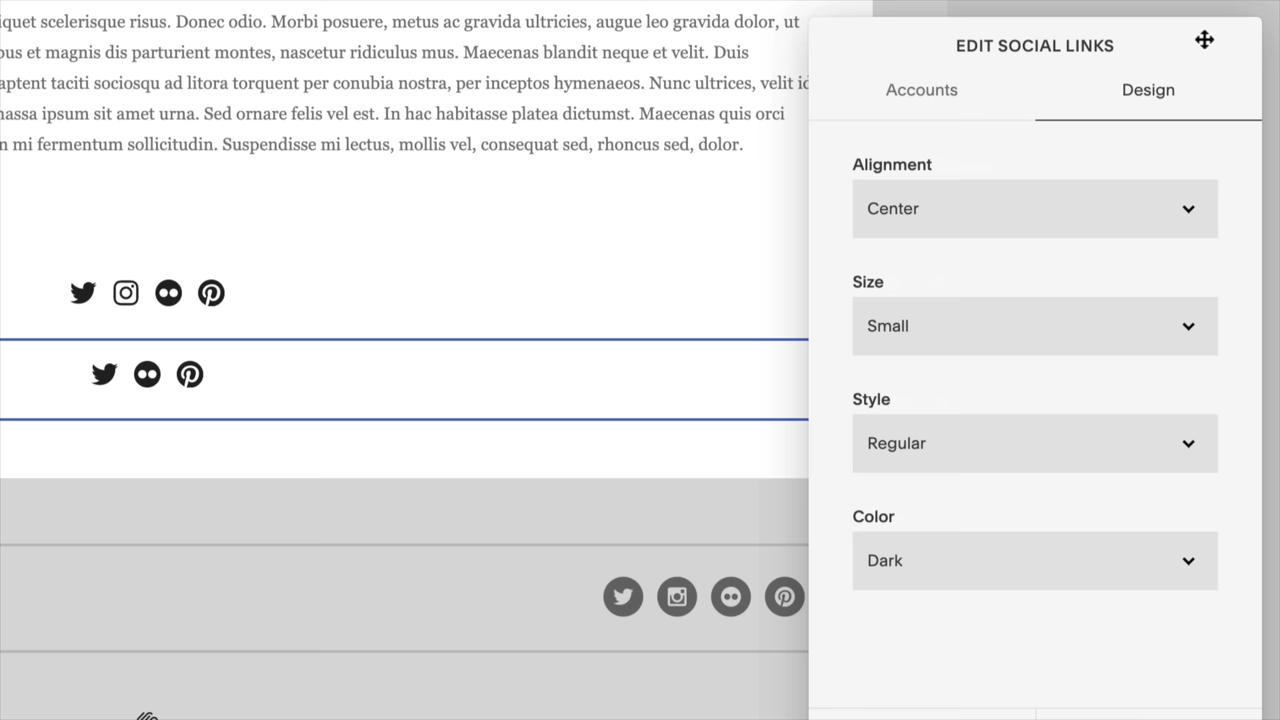 iquet scelerisque risus. Donec odio. Morbi posuere, metus ac gravida ultricies, augue leo gravida dolor, ut
et magnis dis parturient montes, nascetur ridiculus mus. Maecenas blandit neque et velit. Duis
aptent taciti sociosqu ad litora torquent per conubia nostra, per inceptos hymenaeos. Nunc ultrices, velit id
massa ipsum sit amet urna. Sed ornare felis vel est. In hac habitasse platea dictumst. Maecenas quis orci
n mi fermentum sollicitudin. Suspendisse mi lectus, mollis vel, consequat sed, rhoncus sed, dolor.
EDIT SOCIAL LINKS
Accounts Design
Alignment
Center
Size
Small
Style
Regular
Color
Dark